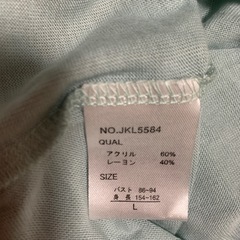 NO.JKL5584
QUAL
アクリル 60%
レーヨン 40%
SIZE
バスト 86-94
身長 154-162
L